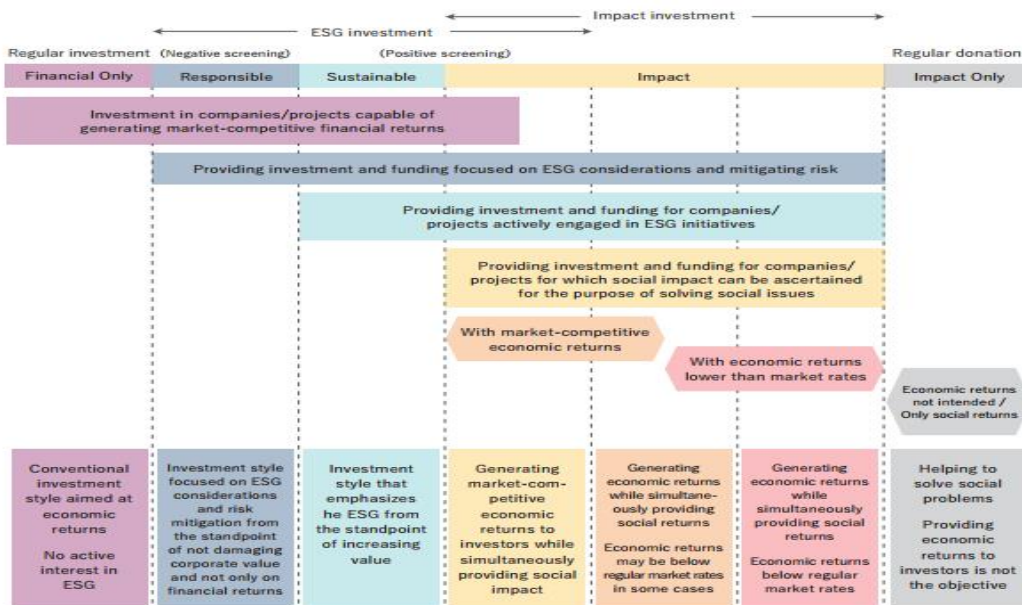 Impact investment
ESG investment
Regular investment
(Negative screening)
(Positive screening)
Regular donation
Financial Only
Responsible
Sustainable
Impact
Impact Only
Investment in companies/projects capable of
generating market-competitive financial returns
Providing investment and funding focused on ESG considerations and mitigating risk
Providing investment and funding for companies/
projects actively engaged in ESG initiatives
Providing investment and funding for companies/
projects for which social impact can be ascertained
for the purpose of solving social issues
With market-competitive
economic returns
With economic returns
lower than market rates
Economic returns
not intended /
Only social returns
Conventional
investment
style aimed at
economic
returns
No active
interest in
ESG
Investment style
focused on ESG
considerations
and risk
mitigation from
the standpoint
of not damaging
corporate value
and not only on
financial returns
Investment
style that
emphasizes
he ESG from
the standpoint
of increasing
value
Generating
market-com-
petitive
economic
returns to
investors while
simultaneously
providing social
impact
Generating
economic returns
while simultane-
ously providing
social returns
Economic returns
may be below
regular market rates
in some cases
Generating
economic returns
while
simultaneously
providing social
returns
Economic returns
below regular
market rates
Helping to
solve social
problems
Providing
economic
returns to
investors is not
the objective